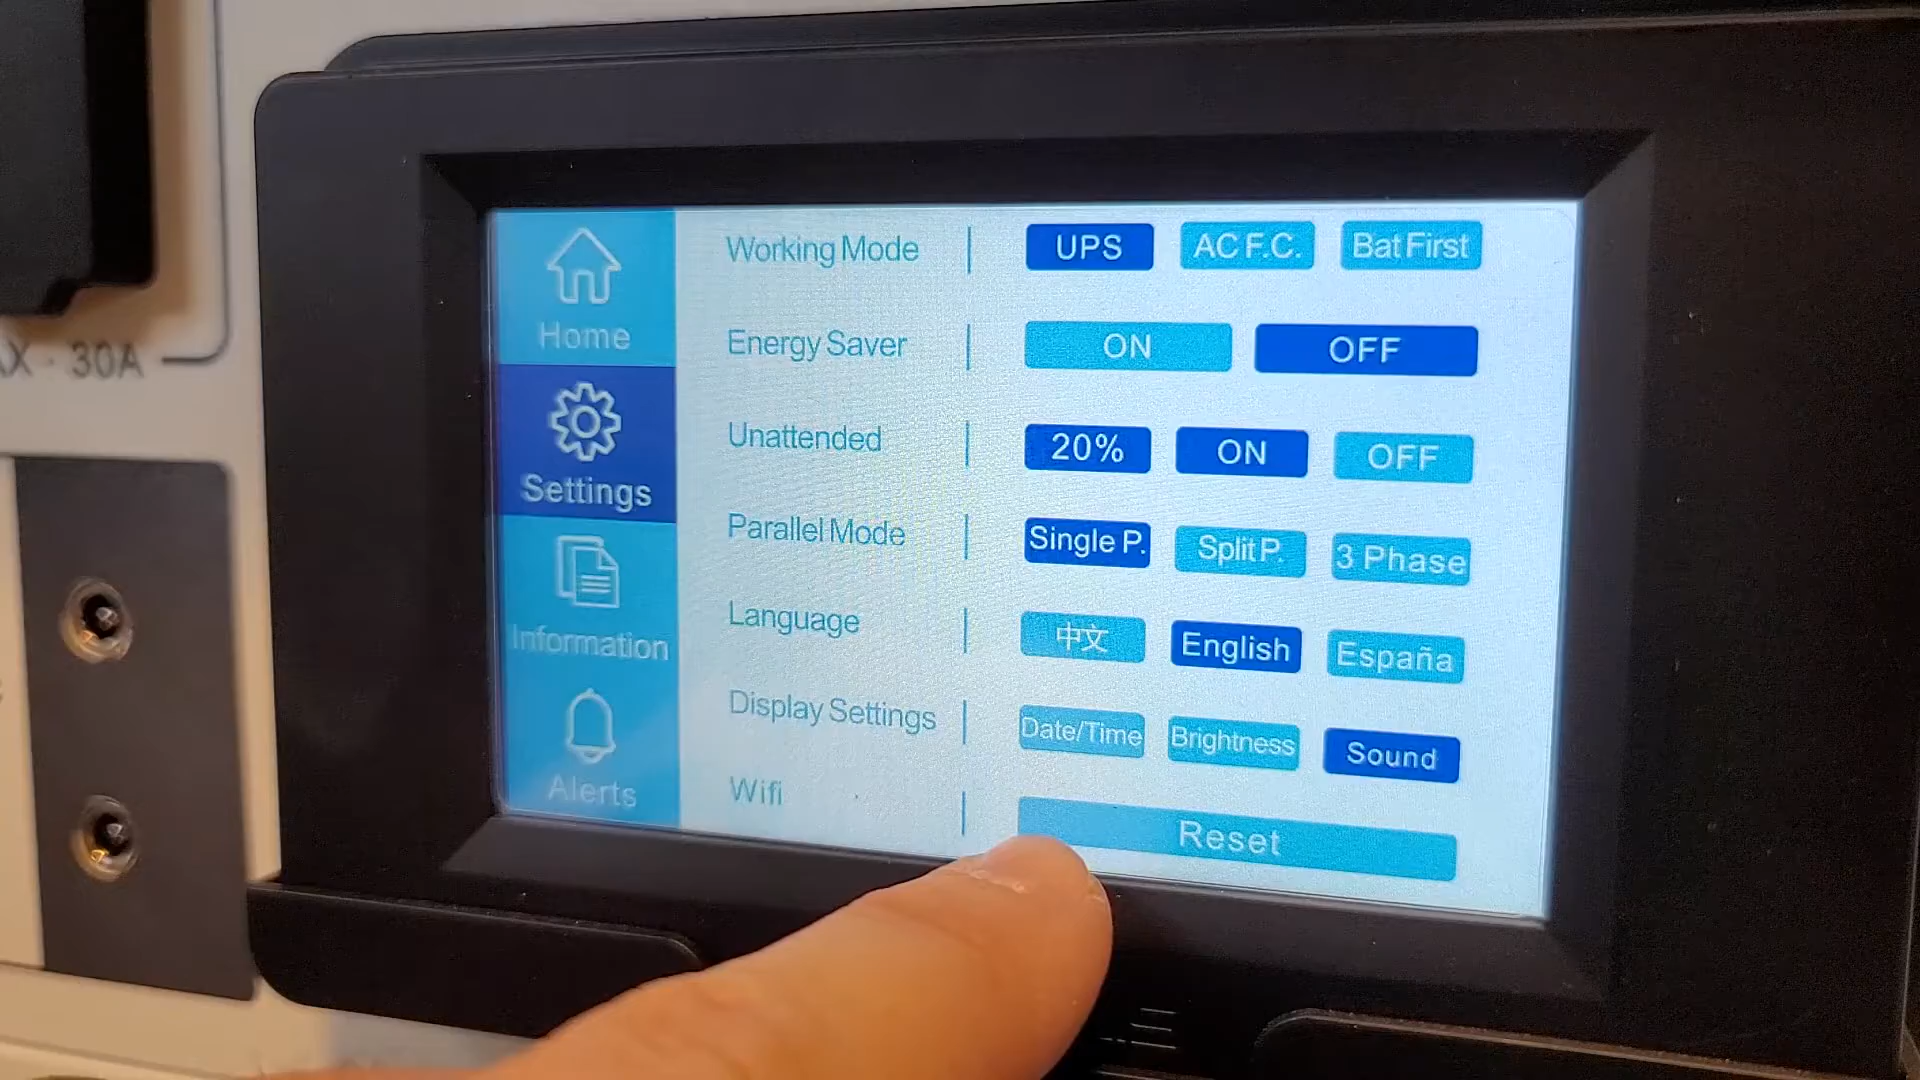 · 30A
Home
Settings
Information
Alerts
Working Mode | UPS AC F.C. Bat First
Energy Saver | ON OFF
Unattended | 20% ON OFF
Parallel Mode | Single P. Split P. 3 Phase
Language | 中文 English España
Display Settings | Date/Time Brightness Sound
Wifi | Reset